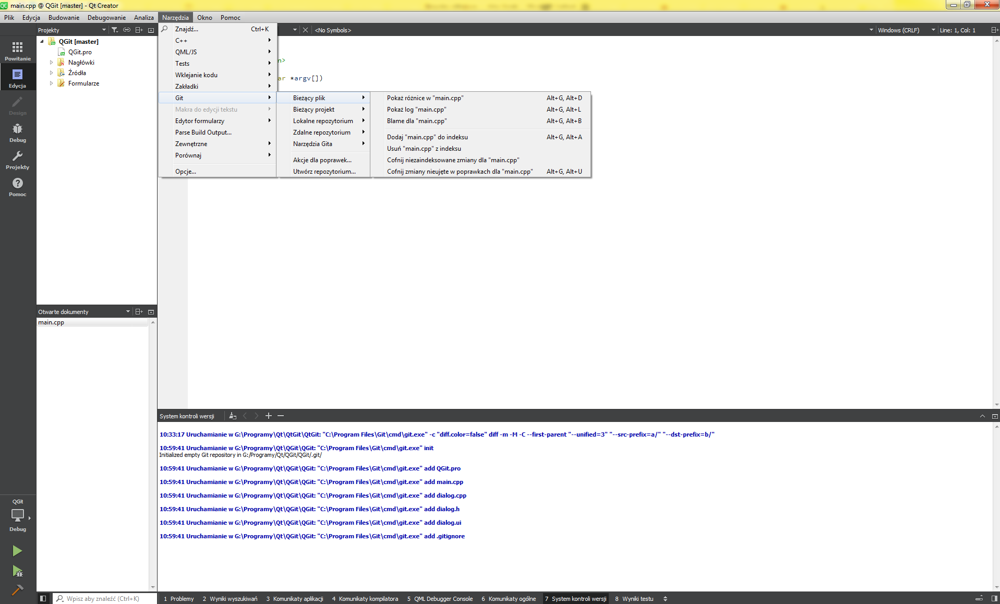 main.cpp @ QGit [master] - Qt Creator
Plik Edycja Budowanie Debugowanie Analiza Narzędzia Okno Pomoc
Projekty
<No Symbols>
Windows (CRLF)
Line: 1, Col: 1
Powitanie
Edycja
Design
Debug
Projekty
Pomoc
QGit [master]
QGit.pro
Nagłówki
Źródła
Formularze
Znajdź... Ctrl+K
C++
QML/JS
Tests
Wklejanie kodu
Zakładki
Git
Makra do edycji tekstu
Edytor formularzy
Parse Build Output...
Zewnętrzne
Porównaj
Opcje...
n>
ar *argv[])
Bieżący plik
Bieżący projekt
Lokalne repozytorium
Zdalne repozytorium
Narzędzia Gita
Akcje dla poprawek...
Utwórz repozytorium...
Pokaż różnice w "main.cpp" Alt+G, Alt+D
Pokaż log "main.cpp" Alt+G, Alt+L
Blame dla "main.cpp" Alt+G, Alt+B
Dodaj "main.cpp" do indeksu Alt+G, Alt+A
Usuń "main.cpp" z indeksu
Cofnij niezaindeksowane zmiany dla "main.cpp"
Cofnij zmiany nieujęte w poprawkach dla "main.cpp" Alt+G, Alt+U
Otwarte dokumenty
main.cpp
System kontroli wersji
10:33:17 Uruchamianie w G:\Programy\Qt\QtGit\QtGit: "C:\Program Files\Git\cmd\git.exe" -c "diff.color=false" diff -m -M -C --first-parent "--unified=3" "--src-prefix=a/" "--dst-prefix=b/"
10:59:41 Uruchamianie w G:\Programy\Qt\QGit\QGit: "C:\Program Files\Git\cmd\git.exe" init
Initialized empty Git repository in G:/Programy/Qt/QGit/QGit/.git/
10:59:41 Uruchamianie w G:\Programy\Qt\QGit\QGit: "C:\Program Files\Git\cmd\git.exe" add QGit.pro
10:59:41 Uruchamianie w G:\Programy\Qt\QGit\QGit: "C:\Program Files\Git\cmd\git.exe" add main.cpp
10:59:41 Uruchamianie w G:\Programy\Qt\QGit\QGit: "C:\Program Files\Git\cmd\git.exe" add dialog.cpp
10:59:41 Uruchamianie w G:\Programy\Qt\QGit\QGit: "C:\Program Files\Git\cmd\git.exe" add dialog.h
10:59:41 Uruchamianie w G:\Programy\Qt\QGit\QGit: "C:\Program Files\Git\cmd\git.exe" add dialog.ui
10:59:41 Uruchamianie w G:\Programy\Qt\QGit\QGit: "C:\Program Files\Git\cmd\git.exe" add .gitignore
QGit
Debug
Wpisz aby znaleźć (Ctrl+K)
1 Problemy 2 Wyniki wyszukiwań 3 Komunikaty aplikacji 4 Komunikaty kompilatora 5 QML Debugger Console 6 Komunikaty ogólne 7 System kontroli wersji 8 Wyniki testu